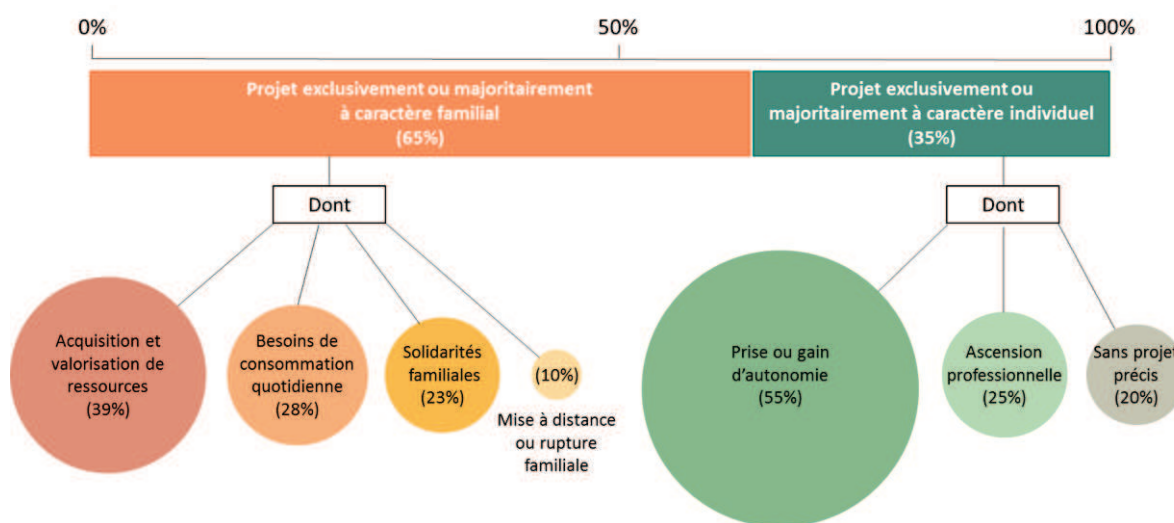 0%
50%
100%
Projet exclusivement ou majoritairement
à caractère familial
(65%)
Projet exclusivement ou
majoritairement à caractère individuel
(35%)
Dont
Dont
Acquisition et
valorisation de
ressources
(39%)
Besoins de
consommation
quotidienne
(28%)
Solidarités
familiales
(23%)
(10%)
Mise à distance
ou rupture
familiale
Prise ou gain
d'autonomie
(55%)
Ascension
professionnelle
(25%)
Sans projet
précis
(20%)